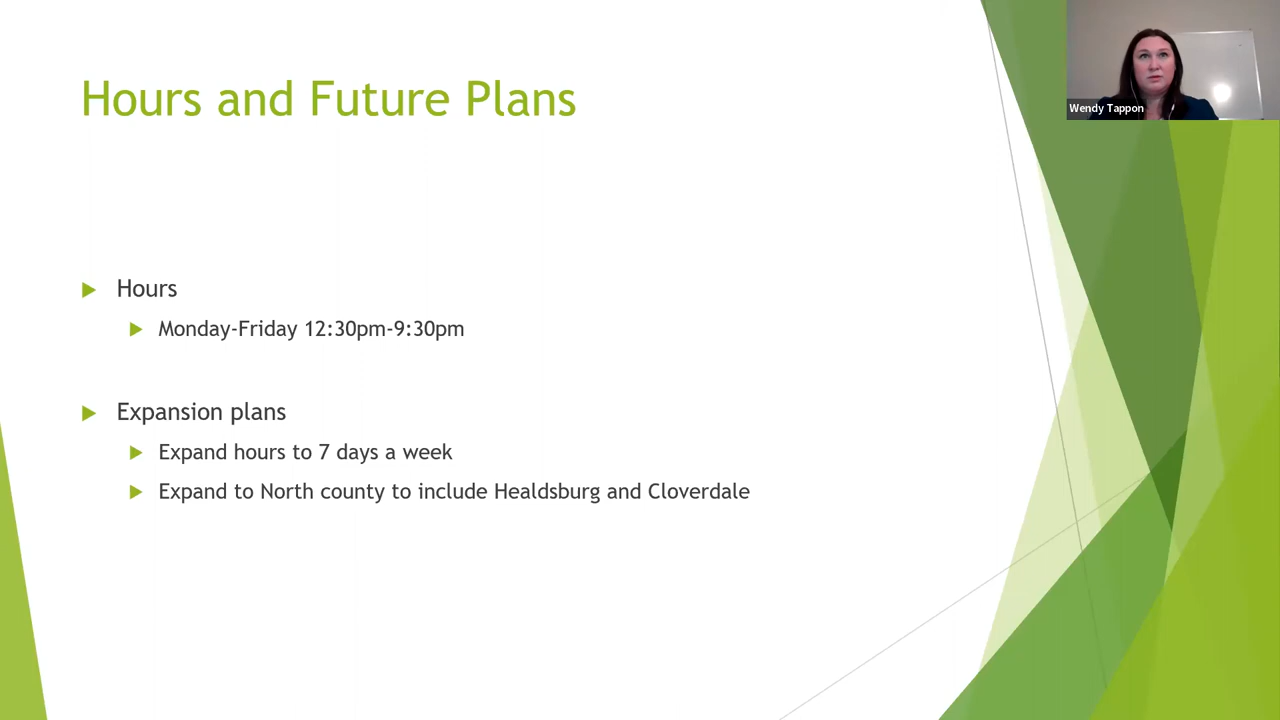 Hours and Future Plans
Wendy Tappon
Hours
Monday-Friday 12:30pm-9:30pm
Expansion plans
Expand hours to 7 days a week
Expand to North county to include Healdsburg and Cloverdale